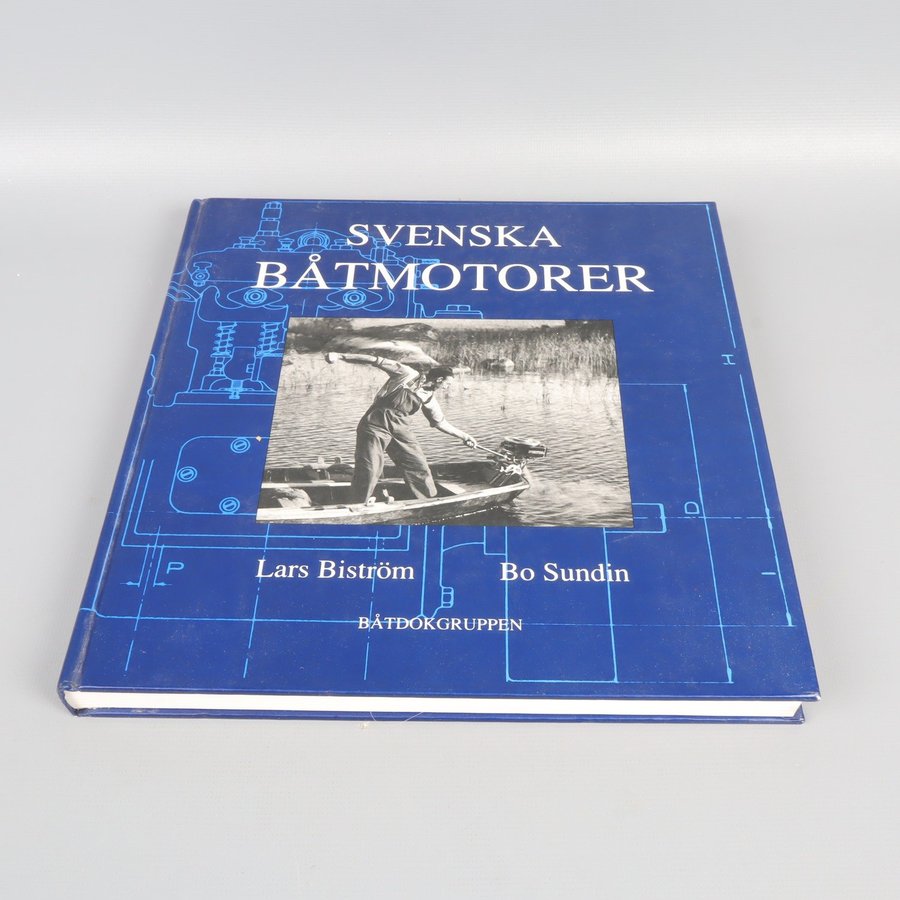 SVENSKA
BÅTMOTORER
H
D
I
P
Lars Biström Bo Sundin
BÅTDOKGRUPPEN